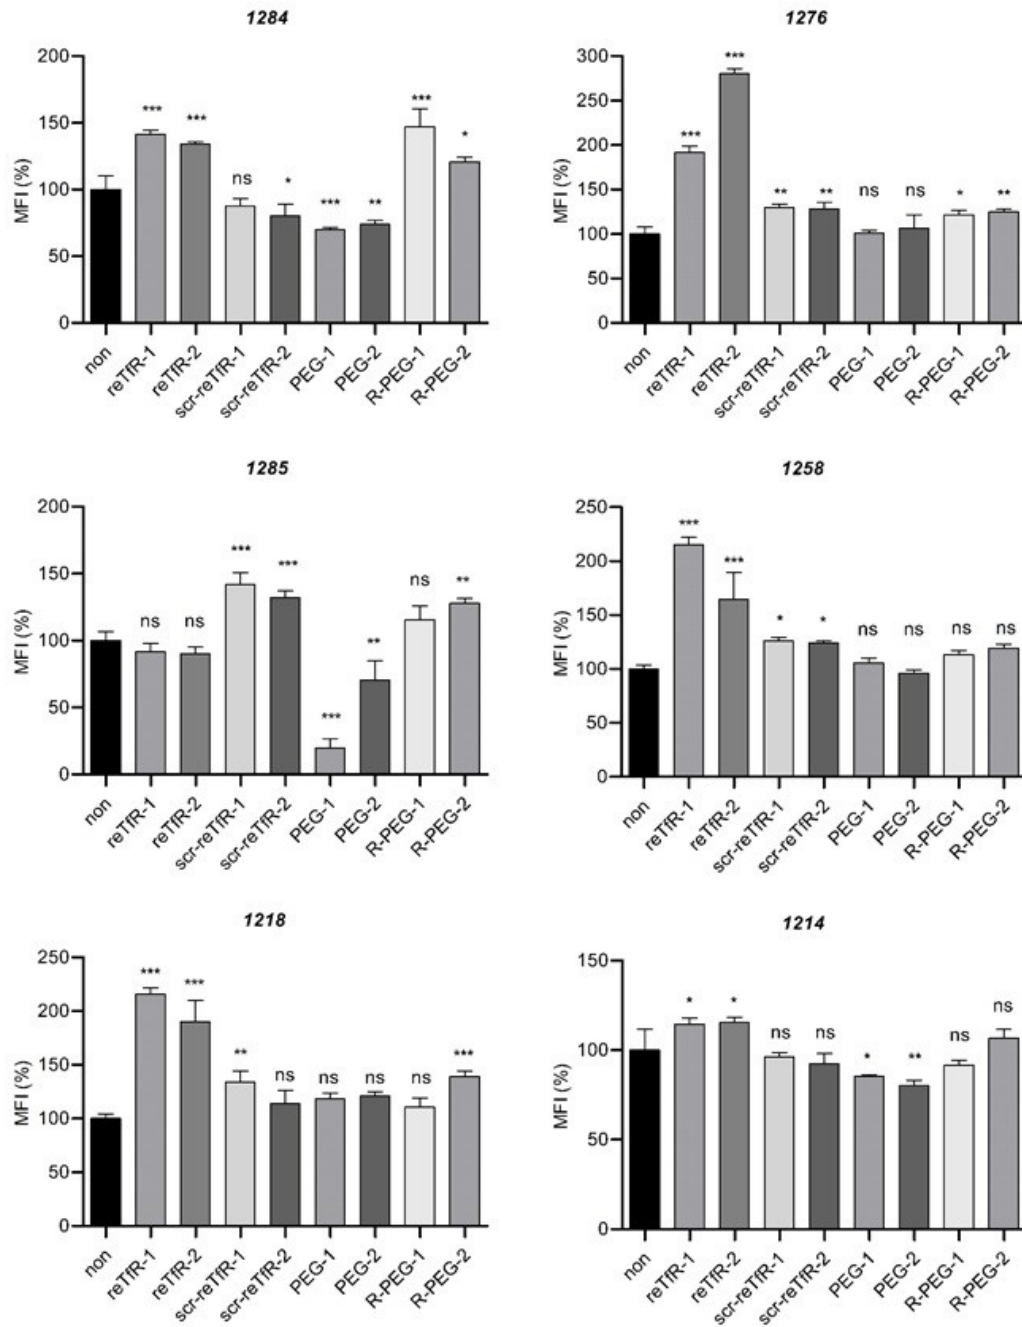 1284
MFI (%)
200
150
100
50
0
***
***
ns
*
***
**
***
*
non
reTfR-1
reTfR-2
scr-reTfR-1
scr-reTfR-2
PEG-1
PEG-2
R-PEG-1
R-PEG-2
1276
MFI (%)
300
250
200
150
100
50
0
***
***
**
**
ns
ns
*
**
non
reTfR-1
reTfR-2
scr-reTfR-1
scr-reTfR-2
PEG-1
PEG-2
R-PEG-1
R-PEG-2
1285
MFI (%)
200
150
100
50
0
ns
ns
***
***
***
**
ns
**
non
reTfR-1
reTfR-2
scr-reTfR-1
scr-reTfR-2
PEG-1
PEG-2
R-PEG-1
R-PEG-2
1258
MFI (%)
250
200
150
100
50
0
***
***
*
*
ns
ns
ns
ns
non
reTfR-1
reTfR-2
scr-reTfR-1
scr-reTfR-2
PEG-1
PEG-2
R-PEG-1
R-PEG-2
1218
MFI (%)
250
200
150
100
50
0
***
***
**
ns
ns
ns
ns
***
non
reTfR-1
reTfR-2
scr-reTfR-1
scr-reTfR-2
PEG-1
PEG-2
R-PEG-1
R-PEG-2
1214
MFI (%)
150
100
50
0
*
*
ns
ns
*
**
ns
ns
non
reTfR-1
reTfR-2
scr-reTfR-1
scr-reTfR-2
PEG-1
PEG-2
R-PEG-1
R-PEG-2